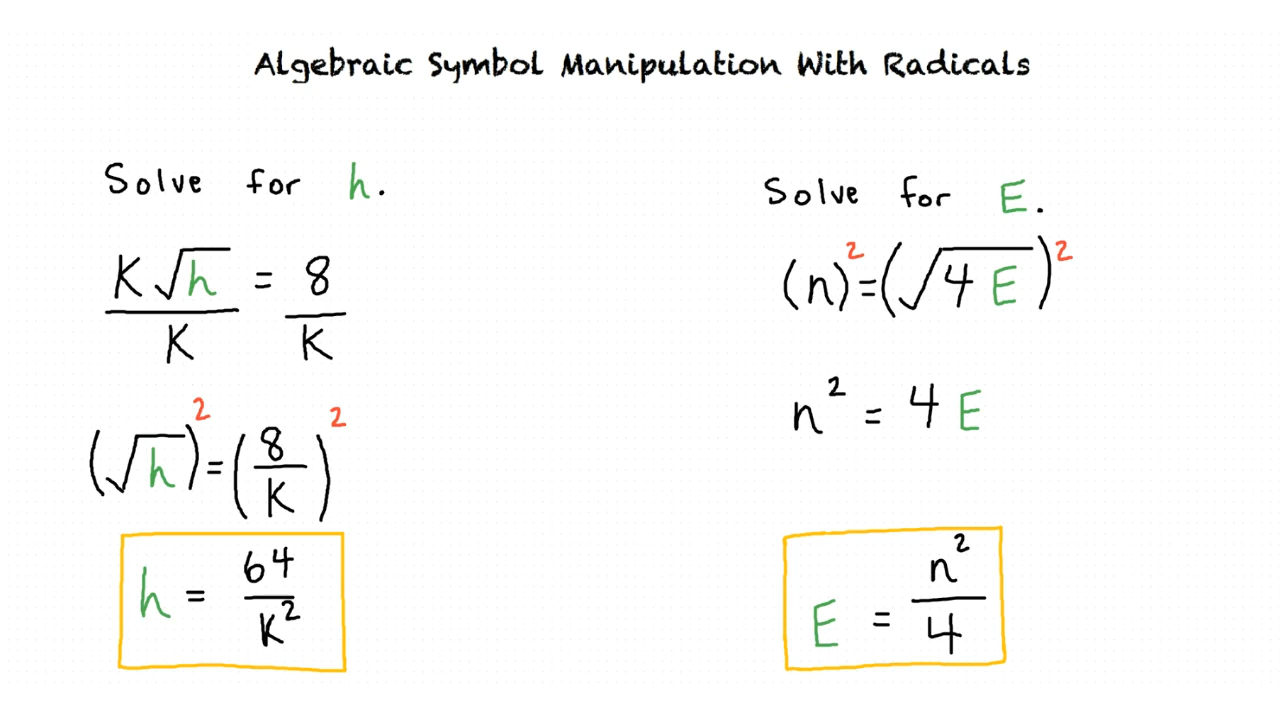 Algebraic Symbol Manipulation With Radicals
Solve for h.
K√h / K = 8 / K
(√h)² = (8 / K)²
h = 64 / K²
Solve for E.
(n)² = (√4E)²
n² = 4E
E = n² / 4